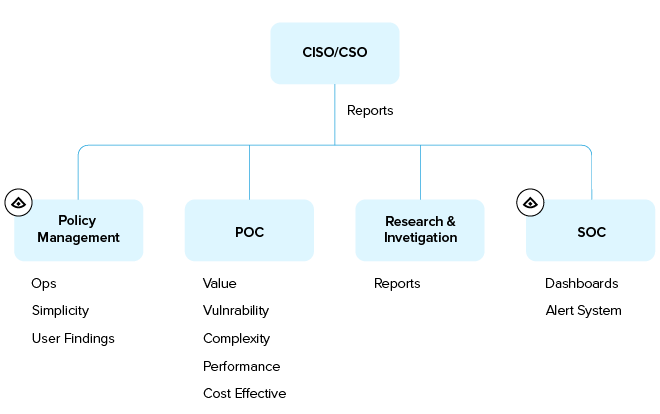 CISO/CSO
Reports
Policy
Management
POC
Research &
Invetigation
SOC
Ops
Simplicity
User Findings
Value
Vulnrability
Complexity
Performance
Cost Effective
Reports
Dashboards
Alert System